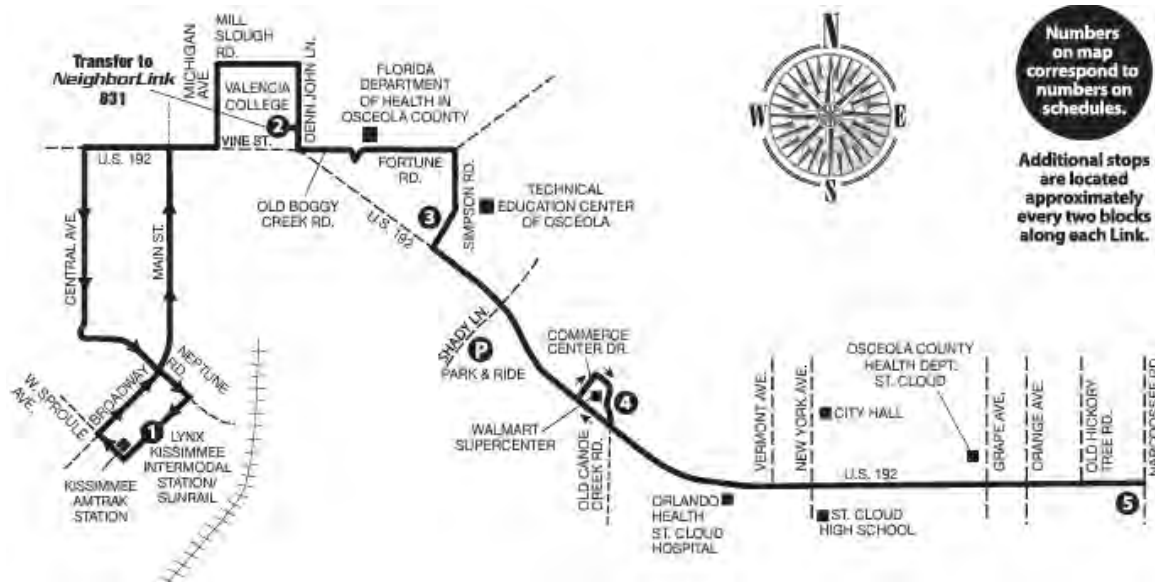 Transfer to
NeighborLink
831
MICHIGAN
AVE.
MILL
SLOUGH
RD.
VALENCIA
COLLEGE
2
DENN JOHN LN.
VINE ST.
U.S. 192
FLORIDA
DEPARTMENT
OF HEALTH IN
OSCEOLA COUNTY
FORTUNE
RD.
OLD BOGGY
CREEK RD.
U.S. 192
SIMPSON RD.
3
TECHNICAL
EDUCATION CENTER
OF OSCEOLA
CENTRAL AVE.
MAIN ST.
NEPTUNE
RD.
BROADWAY
W. SPROULE
AVE.
1
LYNX
KISSIMMEE
INTERMODAL
STATION/
SUNRAIL
KISSIMMEE
AMTRAK
STATION
SHADY LN.
P
PARK & RIDE
COMMERCE
CENTER DR.
4
WALMART
SUPERCENTER
OLD CANOE
CREEK RD.
ORLANDO
HEALTH
ST. CLOUD
HOSPITAL
VERMONT AVE.
NEW YORK AVE.
CITY HALL
ST. CLOUD
HIGH SCHOOL
OSCEOLA COUNTY
HEALTH DEPT.
ST. CLOUD
U.S. 192
GRAPE AVE.
ORANGE AVE.
OLD HICKORY
TREE RD.
NARCOOSSEE RD.
5
N
W
E
S
Numbers
on map
correspond to
numbers on
schedules.
Additional stops
are located
approximately
every two blocks
along each Link.